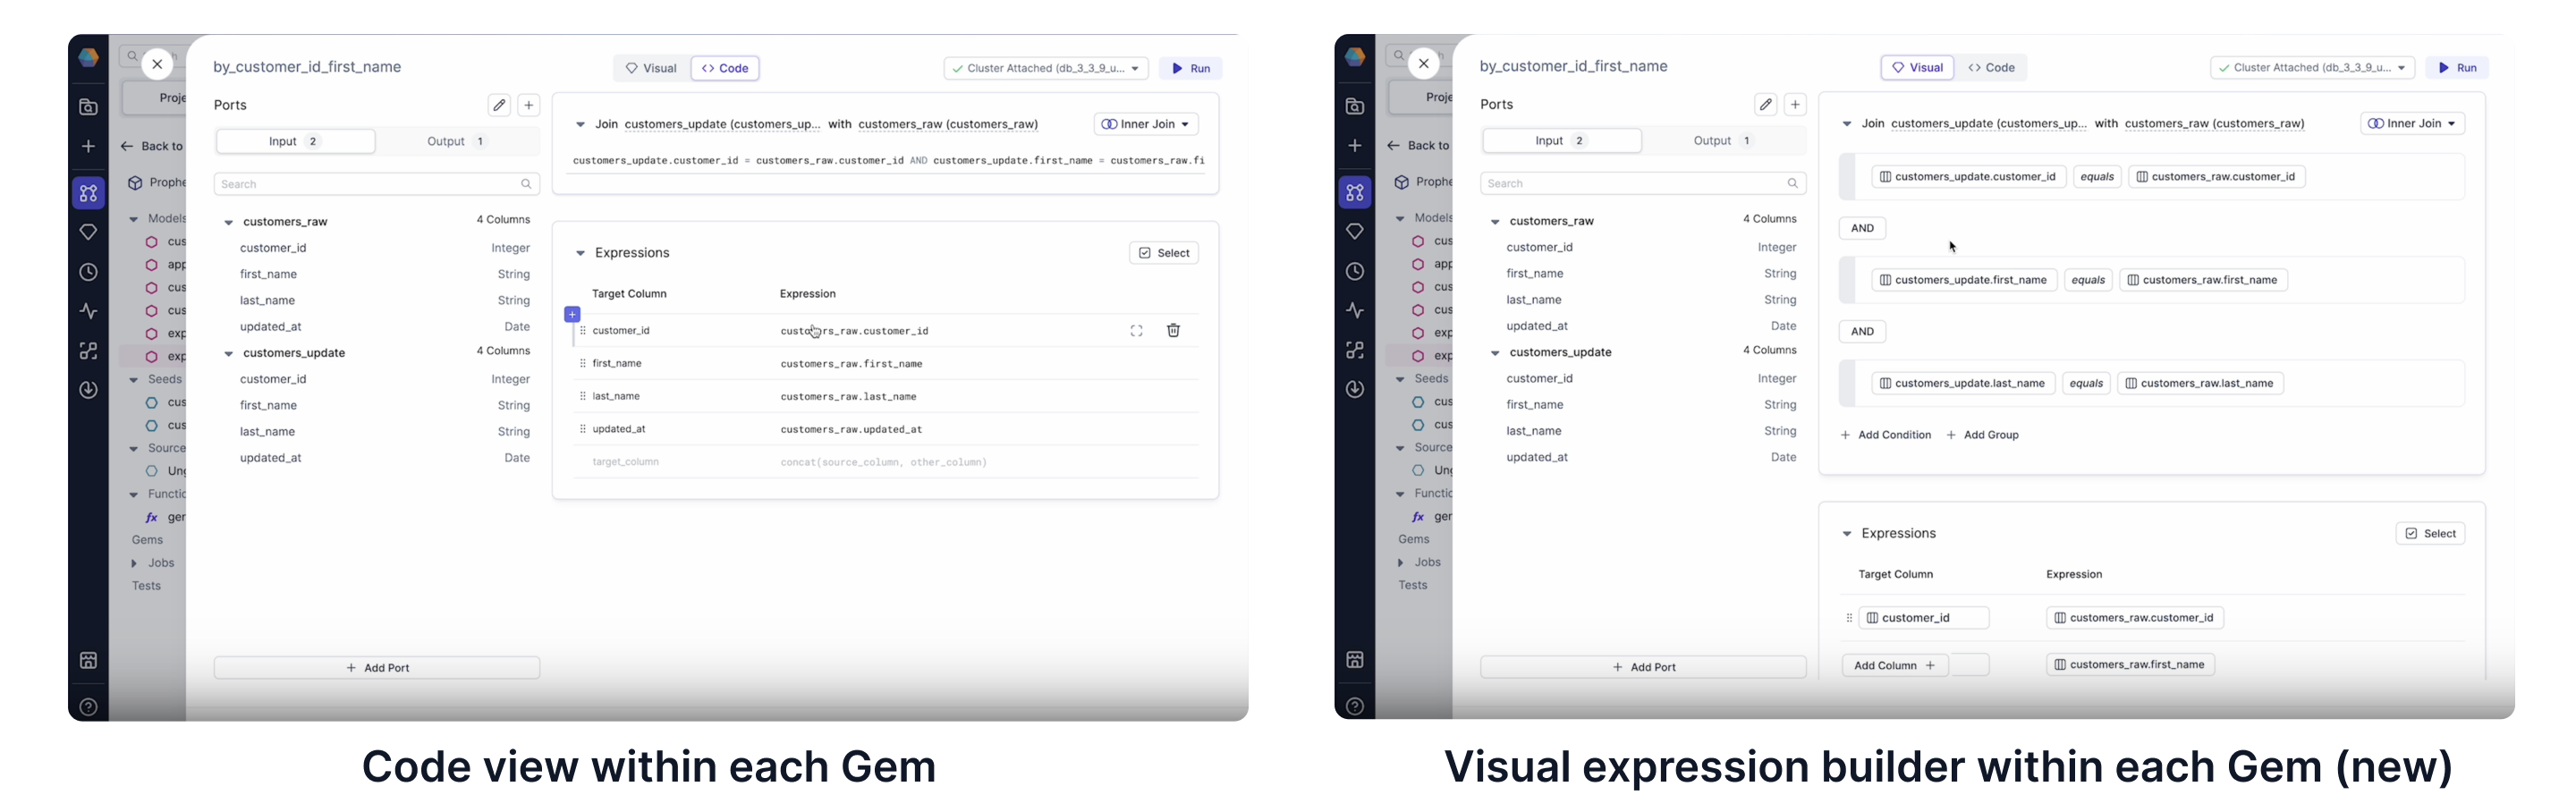 by_customer_id_first_name
Visual
Code
Cluster Attached (db_3_3_9_u...
Run
Ports
Proje
Input 2
Output 1
Back to
Search
Prophe
Models
cus
app
cus
cus
exp
exp
Seeds
cus
cus
Source
Ung
Functio
fx ger
Gems
Jobs
Tests
customers_raw 4 Columns
customer_id Integer
first_name String
last_name String
updated_at Date
customers_update 4 Columns
customer_id Integer
first_name String
last_name String
updated_at Date
+ Add Port
Join customers_update (customers_up... with customers_raw (customers_raw)
Inner Join
customers_update.customer_id = customers_raw.customer_id AND customers_update.first_name = customers_raw.fi
Expressions
Select
Target Column Expression
customer_id customers_raw.customer_id
first_name customers_raw.first_name
last_name customers_raw.last_name
updated_at customers_raw.updated_at
target_column concat(source_column, other_column)
Code view within each Gem
by_customer_id_first_name
Visual
Code
Cluster Attached (db_3_3_9_u...
Run
Ports
Proje
Input 2
Output 1
Back to
Search
Prophe
Models
cus
app
cus
cus
exp
exp
Seeds
cus
cus
Source
Ung
Functio
fx ger
Gems
Jobs
Tests
customers_raw 4 Columns
customer_id Integer
first_name String
last_name String
updated_at Date
customers_update 4 Columns
customer_id Integer
first_name String
last_name String
updated_at Date
+ Add Port
Join customers_update (customers_up... with customers_raw (customers_raw)
Inner Join
customers_update.customer_id equals customers_raw.customer_id
AND
customers_update.first_name equals customers_raw.first_name
AND
customers_update.last_name equals customers_raw.last_name
+ Add Condition + Add Group
Expressions
Select
Target Column Expression
customer_id customers_raw.customer_id
Add Column + customers_raw.first_name
Visual expression builder within each Gem (new)